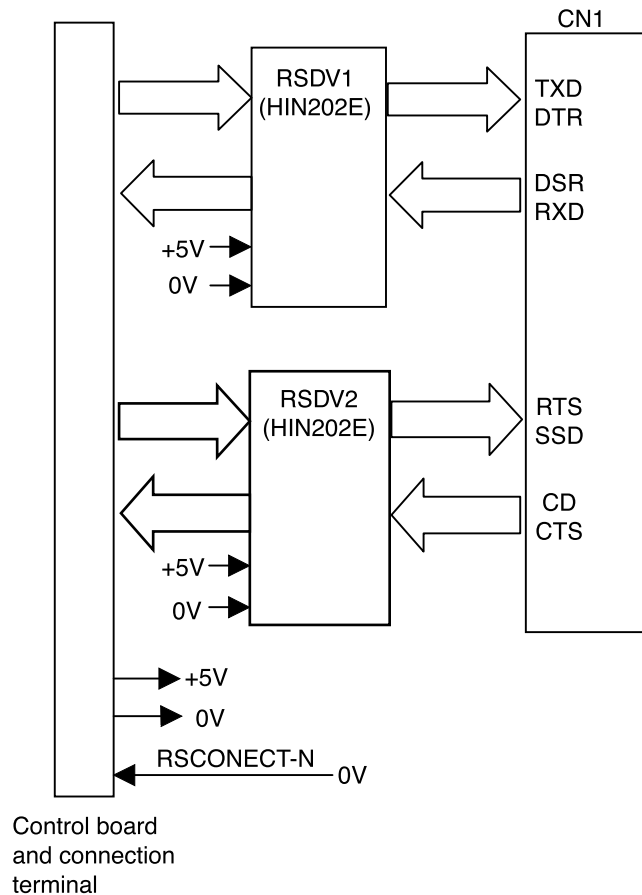 CN1
RSDV1
(HIN202E)
TXD
DTR
DSR
RXD
+5V
0V
RSDV2
(HIN202E)
RTS
SSD
CD
CTS
+5V
0V
+5V
0V
RSCONECT-N
0V
Control board
and connection
terminal